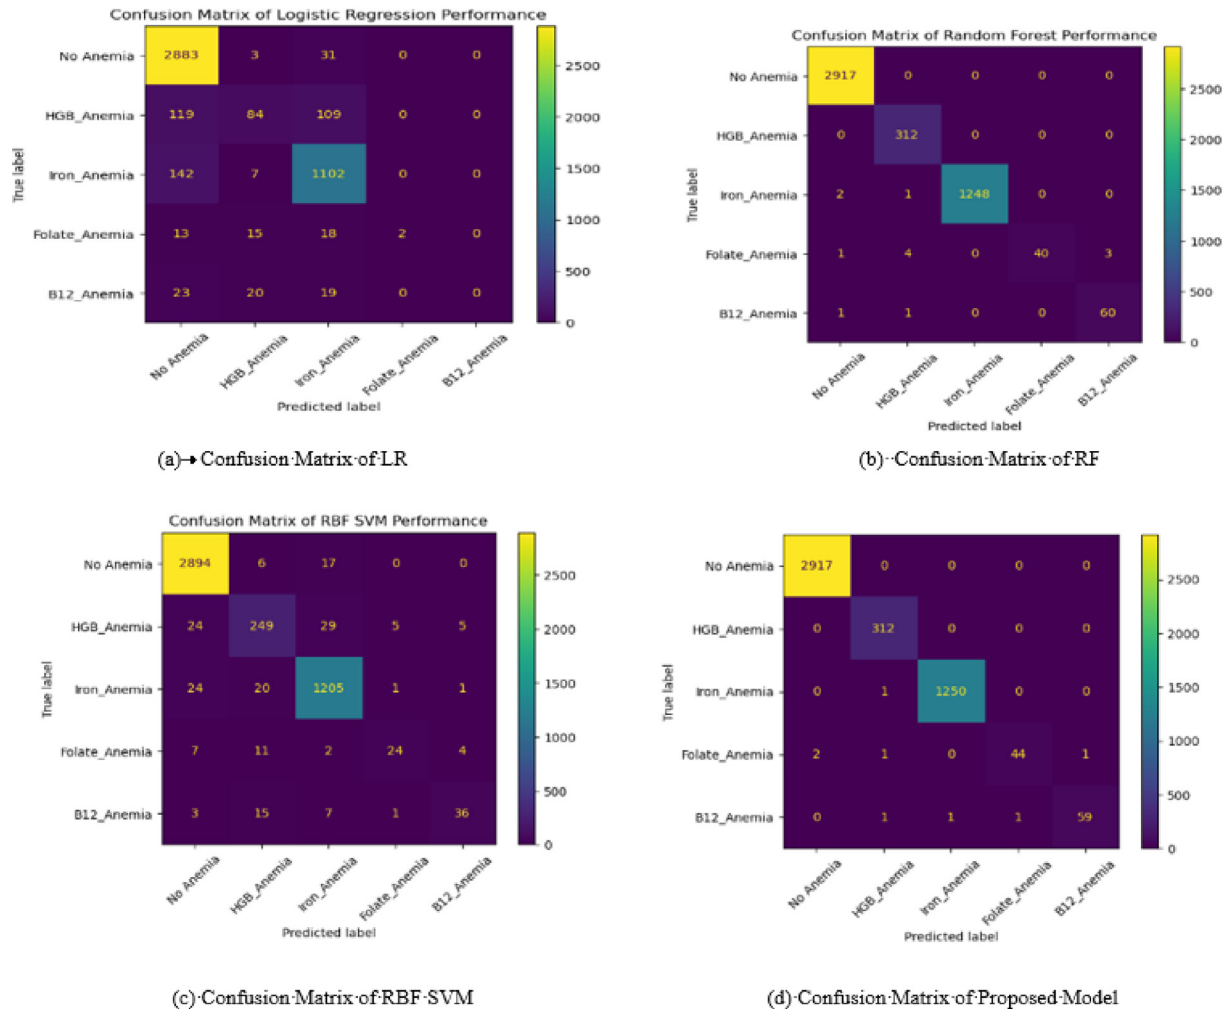 Confusion Matrix of Logistic Regression Performance
No Anemia 2883 3 31 0 0
HGB_Anemia 119 84 109 0 0
Iron_Anemia 142 7 1102 0 0
Folate_Anemia 13 15 18 2 0
B12_Anemia 23 20 19 0 0
True label
No Anemia HGB_Anemia Iron_Anemia Folate_Anemia B12_Anemia
Predicted label
2500
2000
1500
1000
500
0
(a)→ Confusion·Matrix·of·LR
Confusion Matrix of Random Forest Performance
No Anemia 2917 0 0 0 0
HGB_Anemia 0 312 0 0 0
Iron_Anemia 2 1 1248 0 0
Folate_Anemia 1 4 0 40 3
B12_Anemia 1 1 0 0 60
True label
No Anemia HGB_Anemia Iron_Anemia Folate_Anemia B12_Anemia
Predicted label
2500
2000
1500
1000
500
0
(b)··Confusion·Matrix·of·RF
Confusion Matrix of RBF SVM Performance
No Anemia 2894 6 17 0 0
HGB_Anemia 24 249 29 5 5
Iron_Anemia 24 20 1205 1 1
Folate_Anemia 7 11 2 24 4
B12_Anemia 3 15 7 1 36
True label
No Anemia HGB_Anemia Iron_Anemia Folate_Anemia B12_Anemia
Predicted label
2500
2000
1500
1000
500
0
(c)·Confusion·Matrix·of·RBF·SVM
No Anemia 2917 0 0 0 0
HGB_Anemia 0 312 0 0 0
Iron_Anemia 0 1 1250 0 0
Folate_Anemia 2 1 0 44 1
B12_Anemia 0 1 1 1 59
True label
No Anemia HGB_Anemia Iron_Anemia Folate_Anemia B12_Anemia
Predicted label
2500
2000
1500
1000
500
0
(d)·Confusion·Matrix·of·Proposed·Model